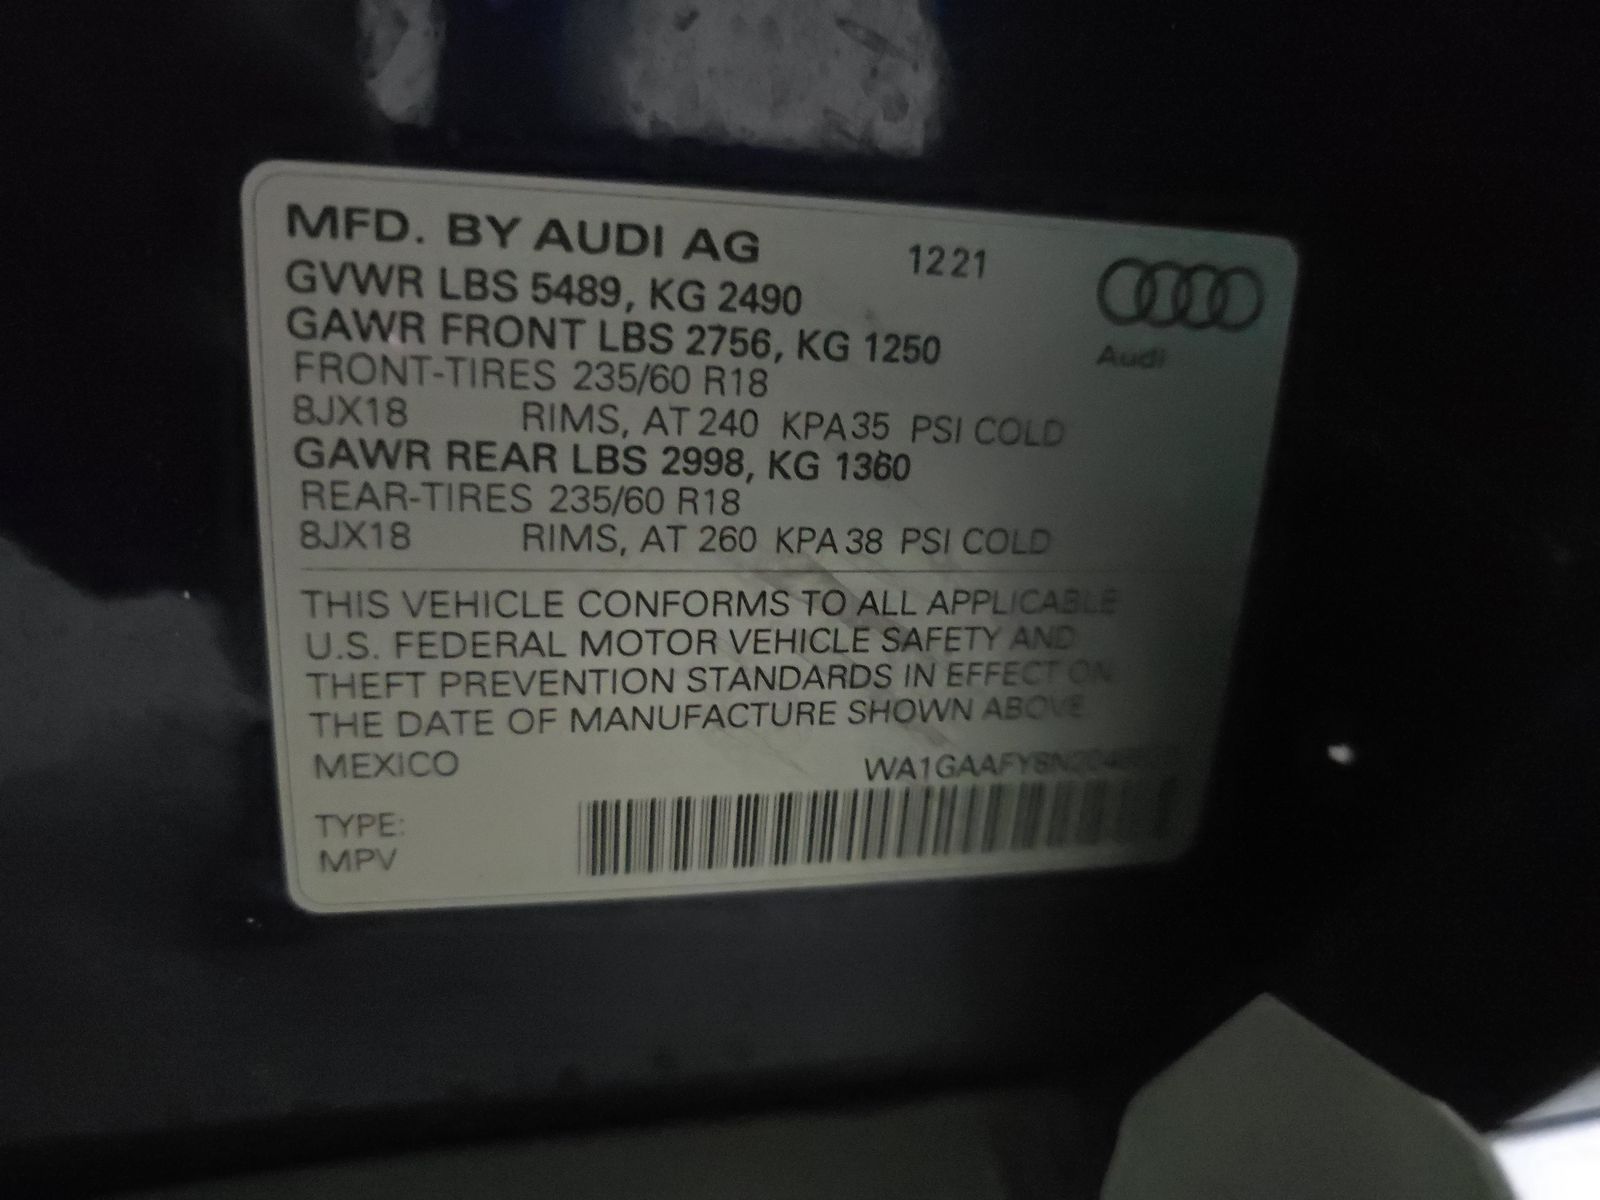 MFD. BY AUDI AG 1221
GVWR LBS 5489, KG 2490
GAWR FRONT LBS 2756, KG 1250
Audi
FRONT-TIRES 235/60 R18
8JX18 RIMS, AT 240 KPA 35 PSI COLD
GAWR REAR LBS 2998, KG 1360
REAR-TIRES 235/60 R18
8JX18 RIMS, AT 260 KPA 38 PSI COLD
THIS VEHICLE CONFORMS TO ALL APPLICABLE
U.S. FEDERAL MOTOR VEHICLE SAFETY AND
THEFT PREVENTION STANDARDS IN EFFECT ON
THE DATE OF MANUFACTURE SHOWN ABOVE
MEXICO
TYPE:
MPV